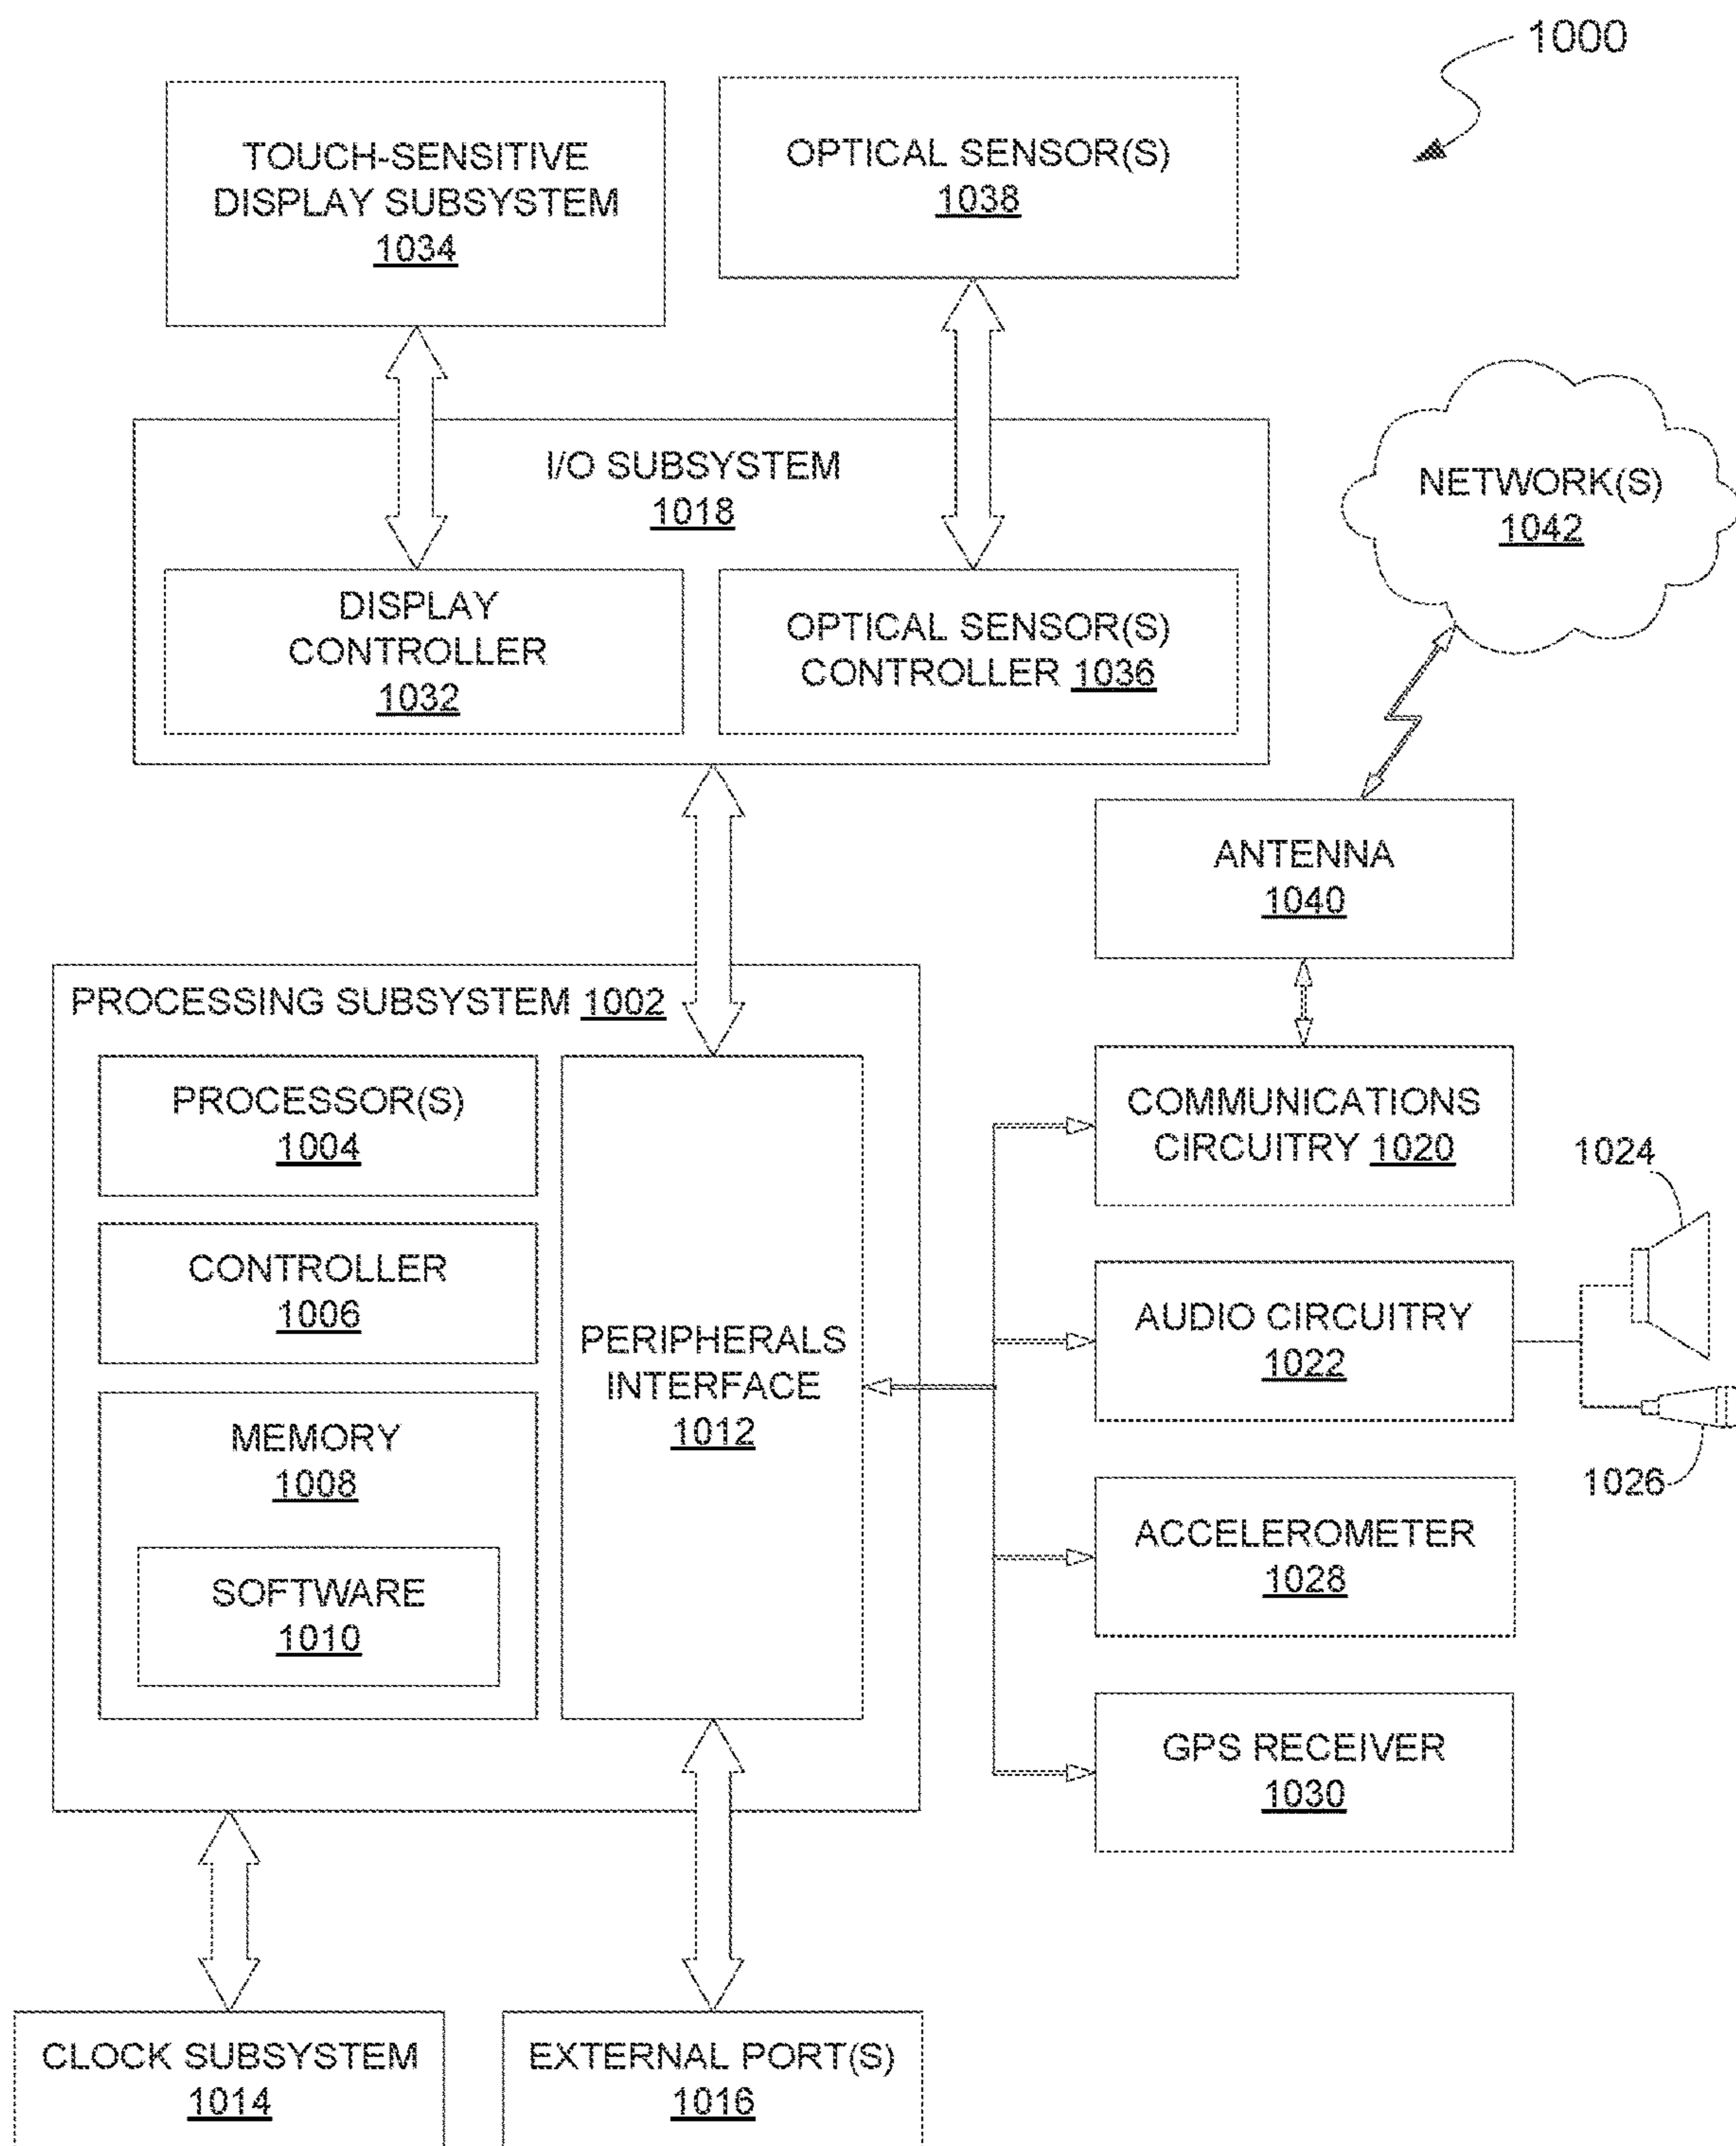 1000
TOUCH-SENSITIVE
DISPLAY SUBSYSTEM
1034
OPTICAL SENSOR(S)
1038
I/O SUBSYSTEM
1018
NETWORK(S)
1042
DISPLAY
CONTROLLER
1032
OPTICAL SENSOR(S)
CONTROLLER 1036
ANTENNA
1040
PROCESSING SUBSYSTEM 1002
PROCESSOR(S)
1004
CONTROLLER
1006
MEMORY
1008
SOFTWARE
1010
PERIPHERALS
INTERFACE
1012
COMMUNICATIONS
CIRCUITRY 1020
1024
AUDIO CIRCUITRY
1022
1026
ACCELEROMETER
1028
GPS RECEIVER
1030
CLOCK SUBSYSTEM
1014
EXTERNAL PORT(S)
1016